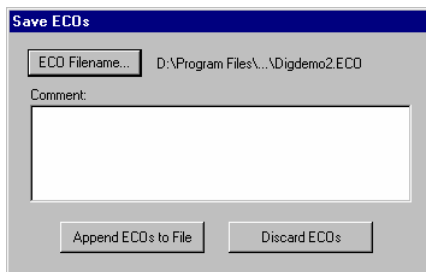 Save ECOs
ECO Filename... D:\Program Files\...\Digdemo2.ECO
Comment:
Append ECOs to File Discard ECOs